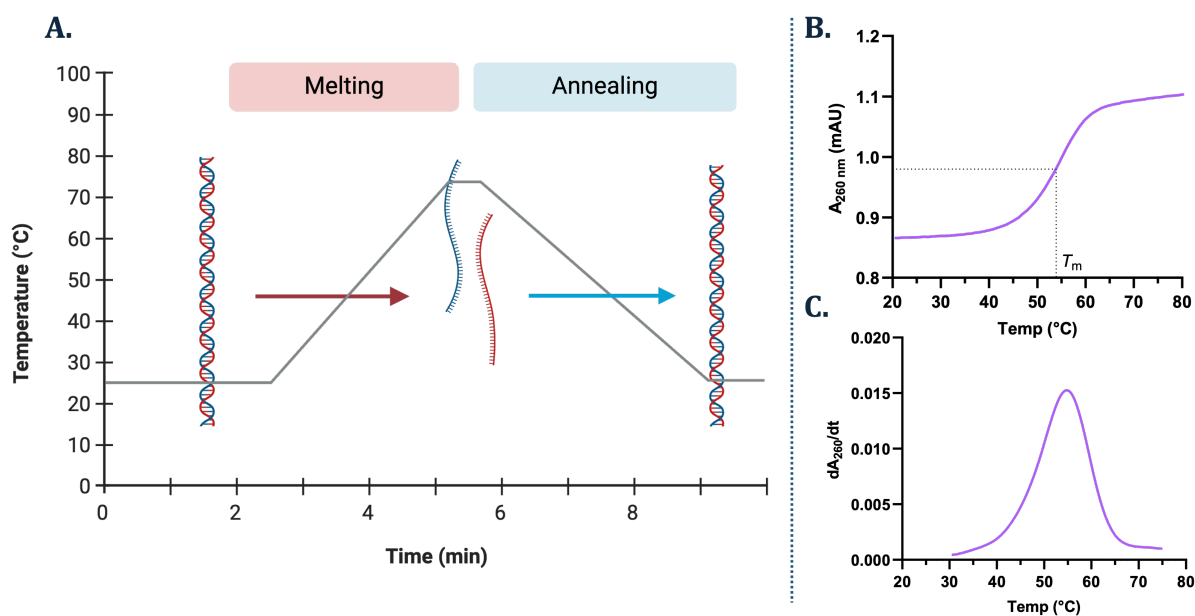 A.
Melting
Annealing
Temperature (°C)
100
90
80
70
60
50
40
30
20
10
0
0 2 4 6 8
Time (min)
B.
A260 nm (mAU)
1.2
1.1
1.0
0.9
0.8
Tm
20 30 40 50 60 70 80
Temp (°C)
C.
dA260/dt
0.020
0.015
0.010
0.005
0.000
20 30 40 50 60 70 80
Temp (°C)